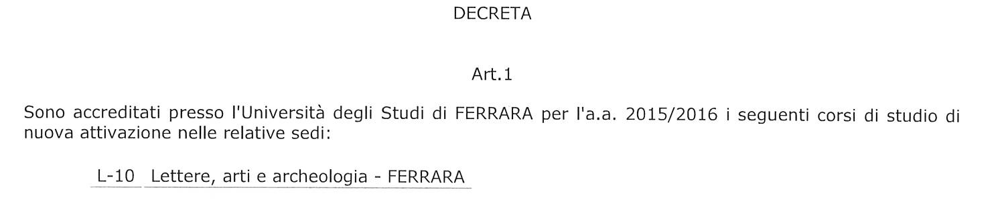 DECRETA
Art.1
Sono accreditati presso l'Università degli Studi di FERRARA per l'a.a. 2015/2016 i seguenti corsi di studio di
nuova attivazione nelle relative sedi:
L-10 Lettere, arti e archeologia - FERRARA